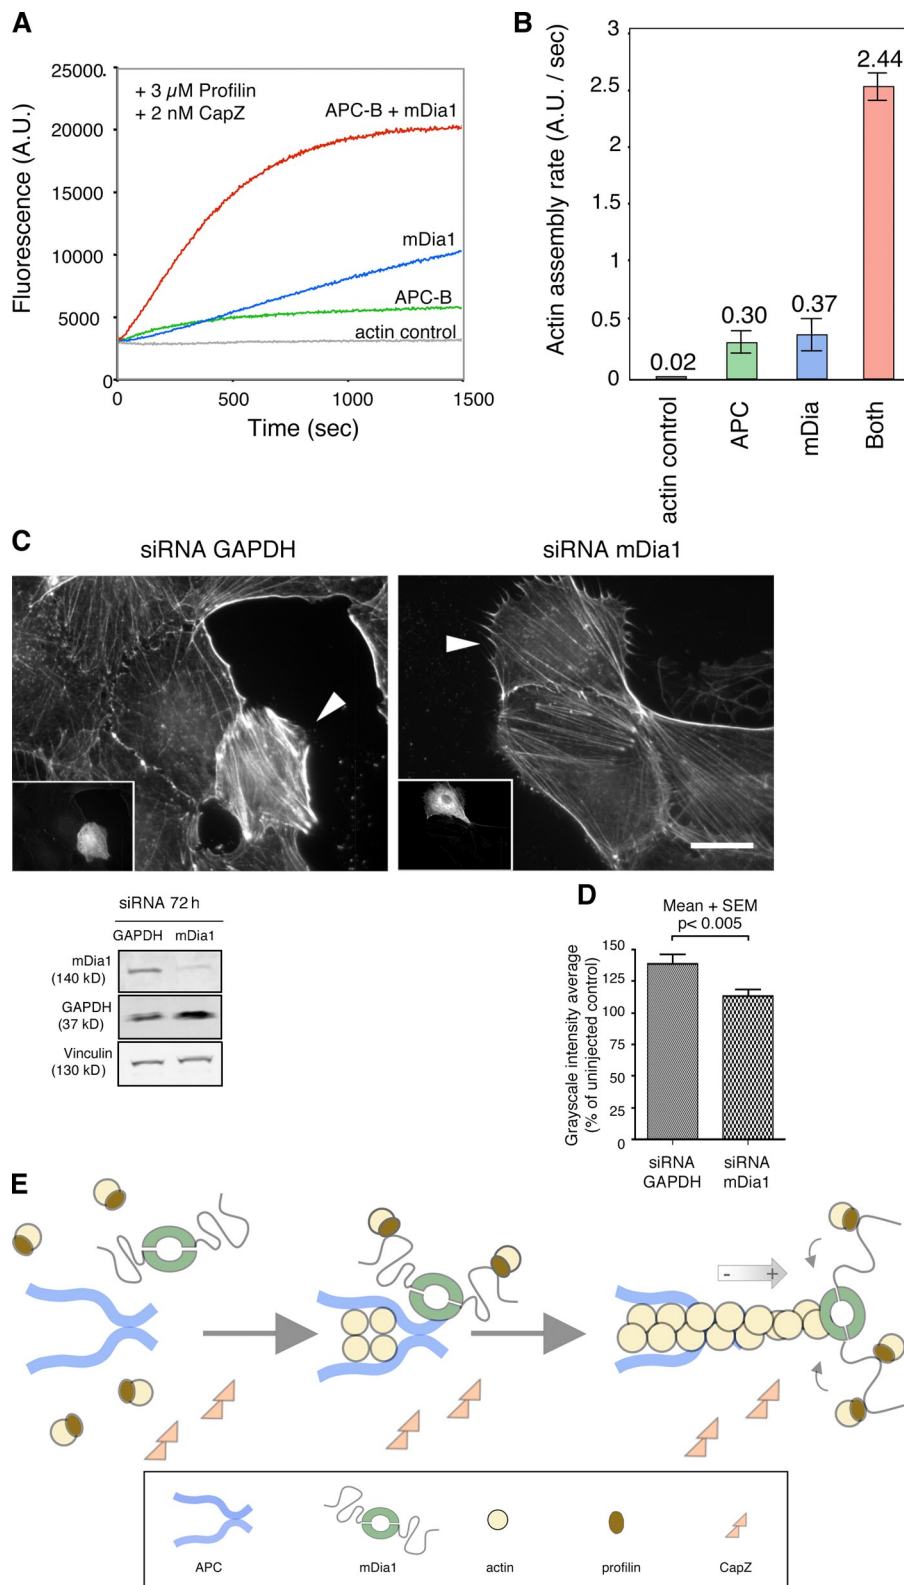 A
Fluorescence (A.U.)
25000
20000
15000
10000
5000
0
+ 3 µM Profilin
+ 2 nM CapZ
APC-B + mDia1
mDia1
APC-B
actin control
0 500 1000 1500
Time (sec)
B
Actin assembly rate (A.U. / sec)
3
2.5
2
1.5
1
0.5
0
0.02
0.30
0.37
2.44
actin control
APC
mDia
Both
C
siRNA GAPDH
siRNA mDia1
siRNA 72 h
GAPDH mDia1
mDia1
(140 kD)
GAPDH
(37 kD)
Vinculin
(130 kD)
D
Mean + SEM
p< 0.005
Grayscale intensity average
(% of uninjected control)
150
125
100
75
50
25
0
siRNA
GAPDH
siRNA
mDia1
E
- +
APC
mDia1
actin
profilin
CapZ